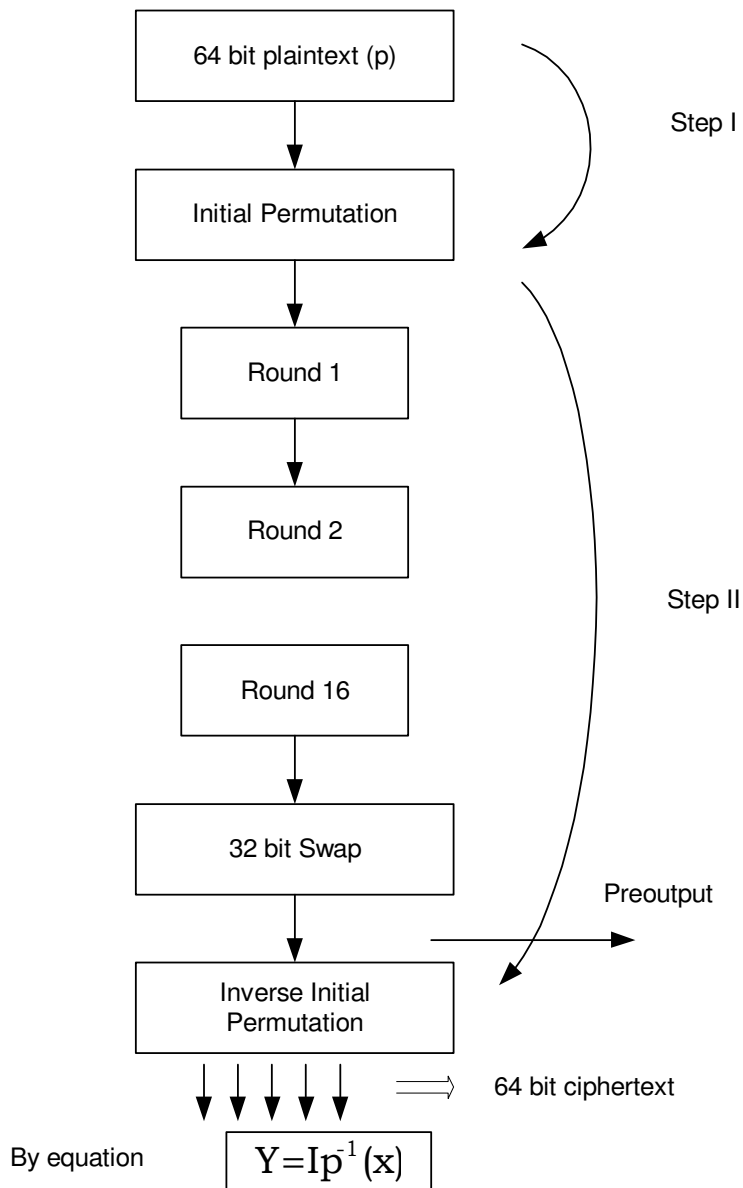 64 bit plaintext (p)
Step I
Initial Permutation
Round 1
Round 2
Step II
Round 16
32 bit Swap
Preoutput
Inverse Initial
Permutation
64 bit ciphertext
By equation
Y=Ip⁻¹(x)